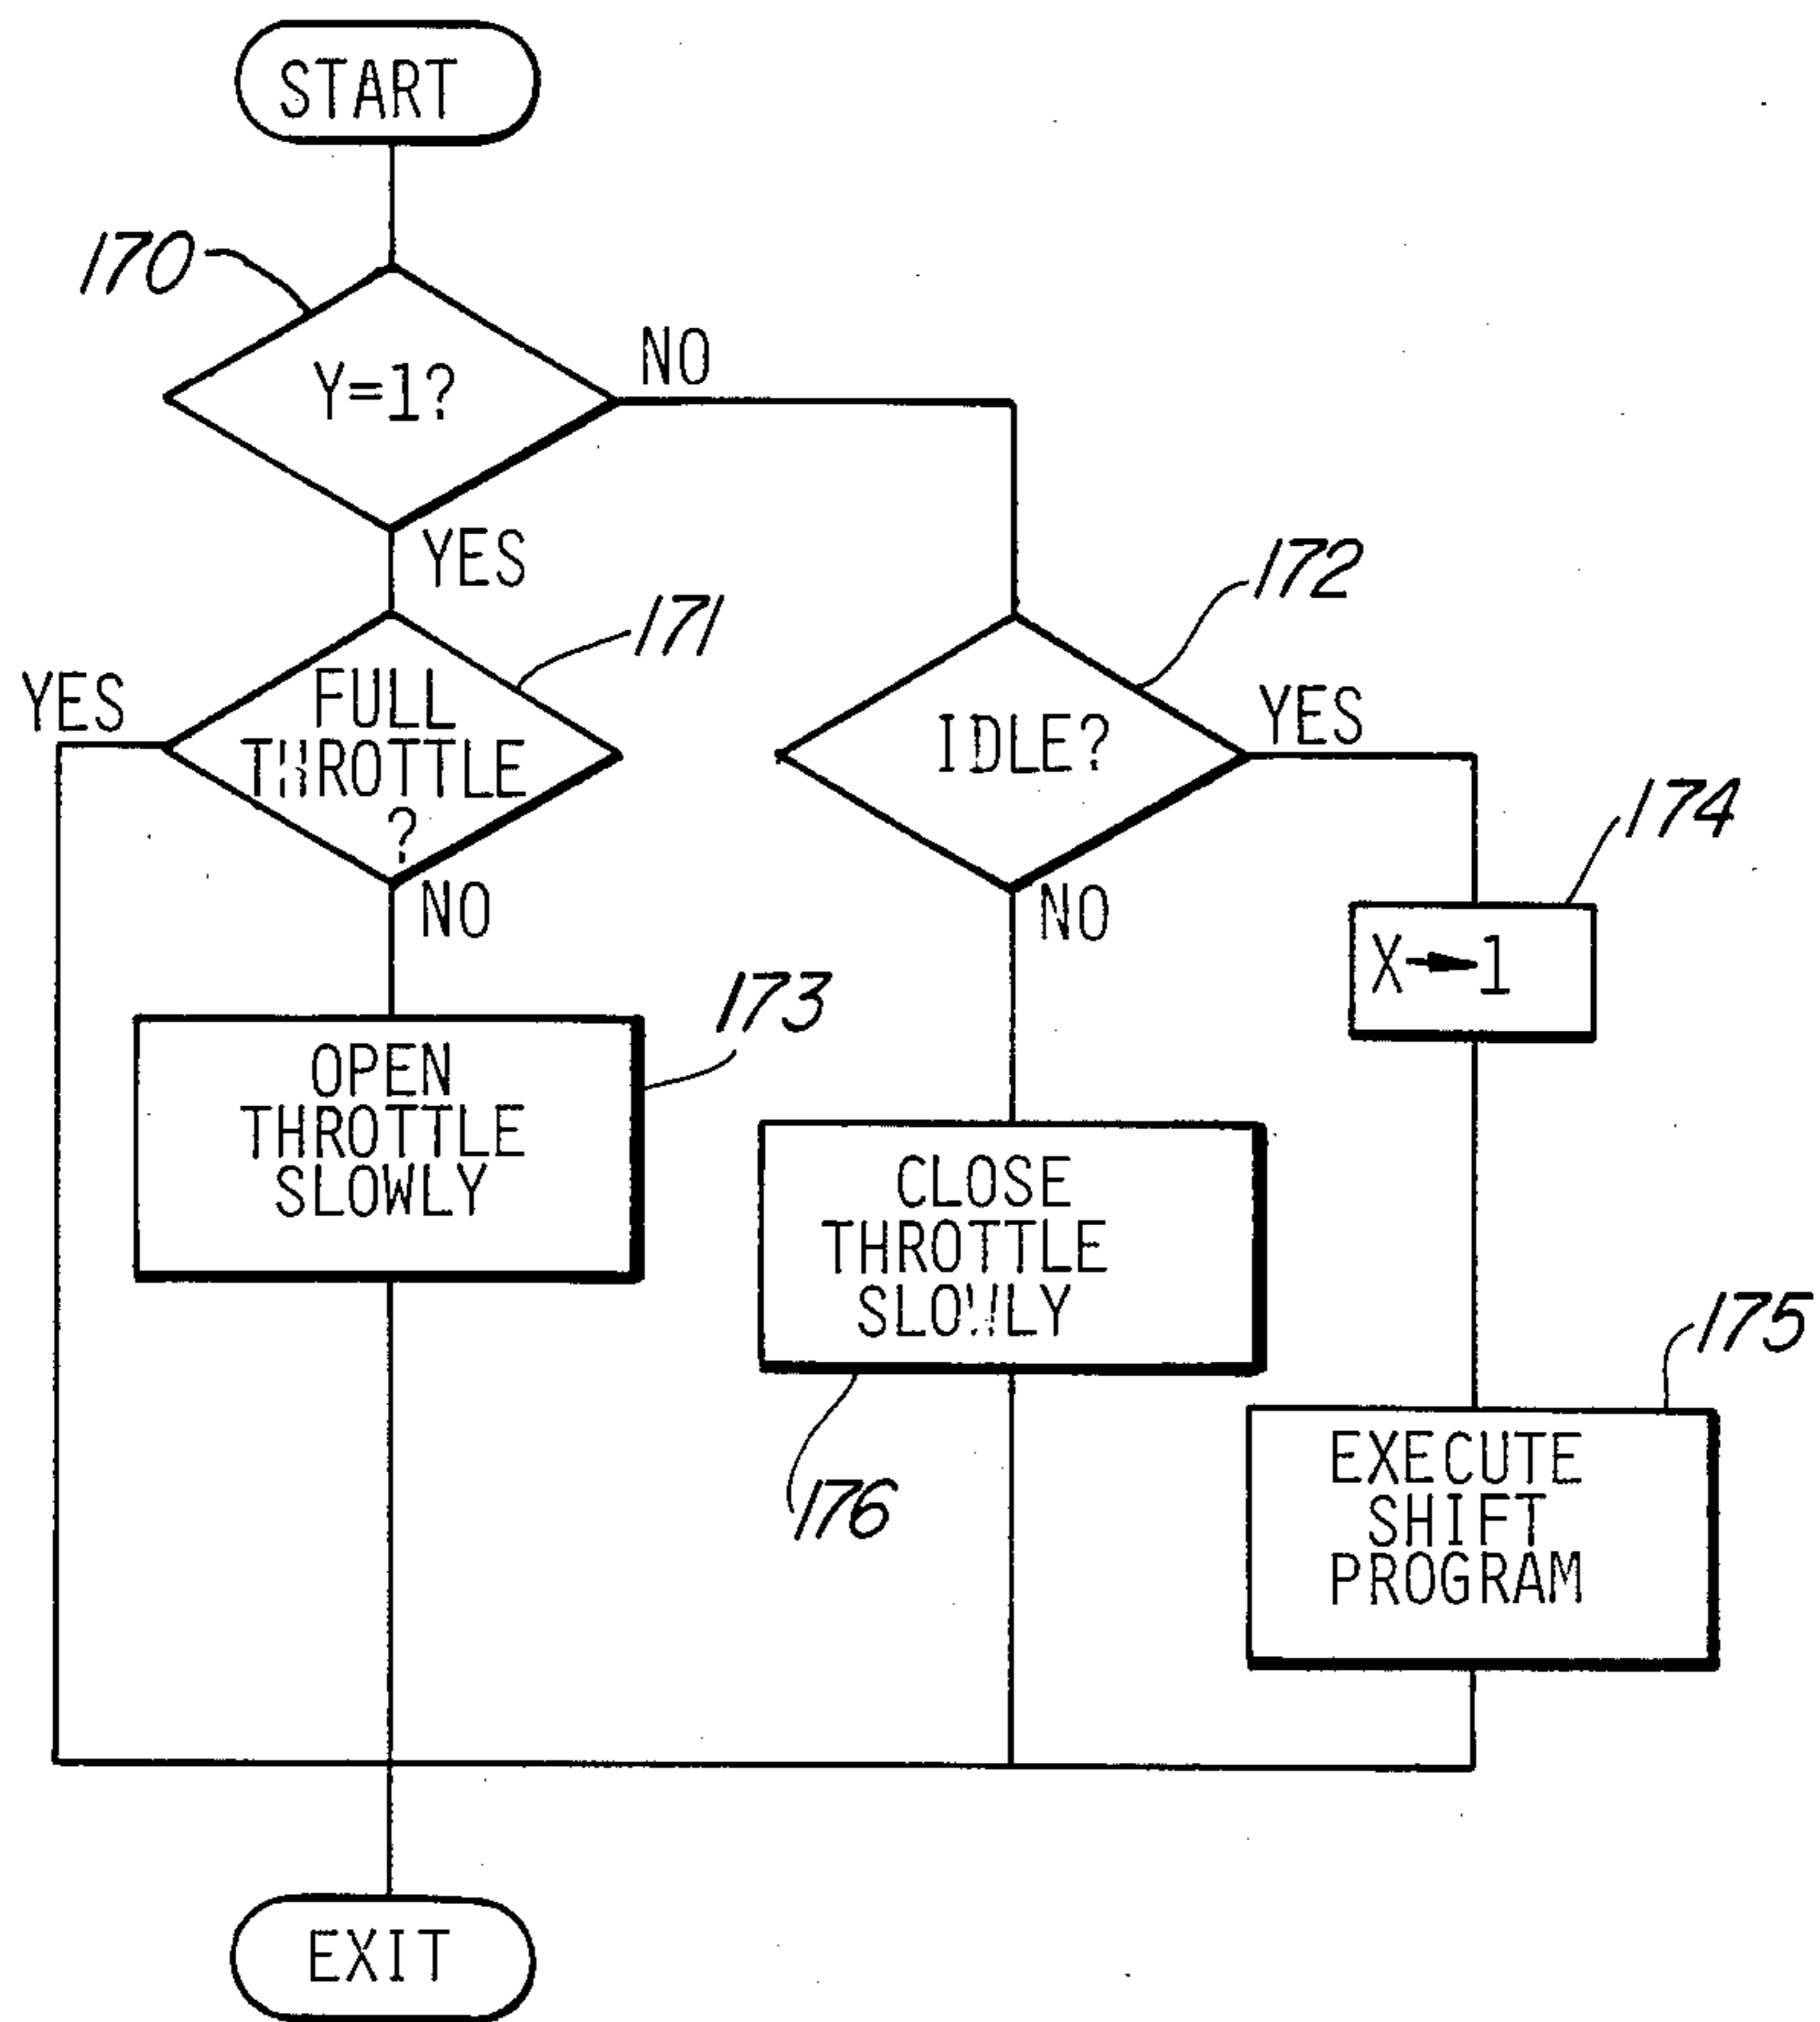 START
170
Y=1?
NO
YES
171
172
YES
FULL
THROTTLE
?
IDLE?
YES
174
NO
NO
X→1
173
OPEN
THROTTLE
SLOWLY
CLOSE
THROTTLE
SLOWLY
175
176
EXECUTE
SHIFT
PROGRAM
EXIT